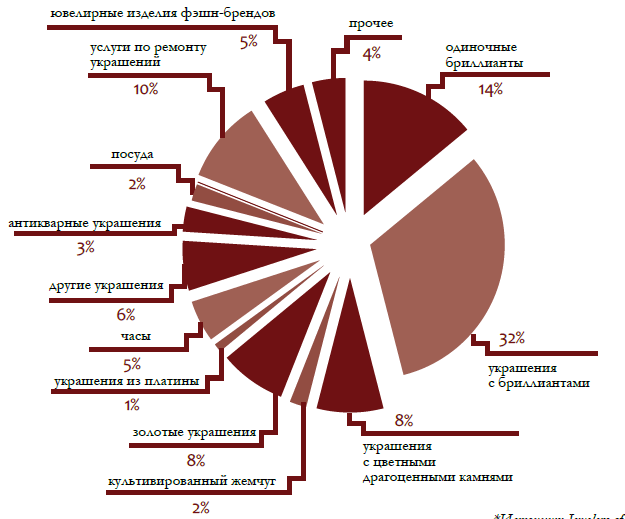 ювелирные изделия фэшн-брендов
5%
прочее
4%
одиночные
бриллианты
14%
услуги по ремонту
украшений
10%
посуда
2%
антикварные украшения
3%
другие украшения
6%
часы
5%
украшения из платины
1%
золотые украшения
8%
культивированный жемчуг
2%
8%
украшения
с цветными
драгоценными камнями
32%
украшения
с бриллиантами